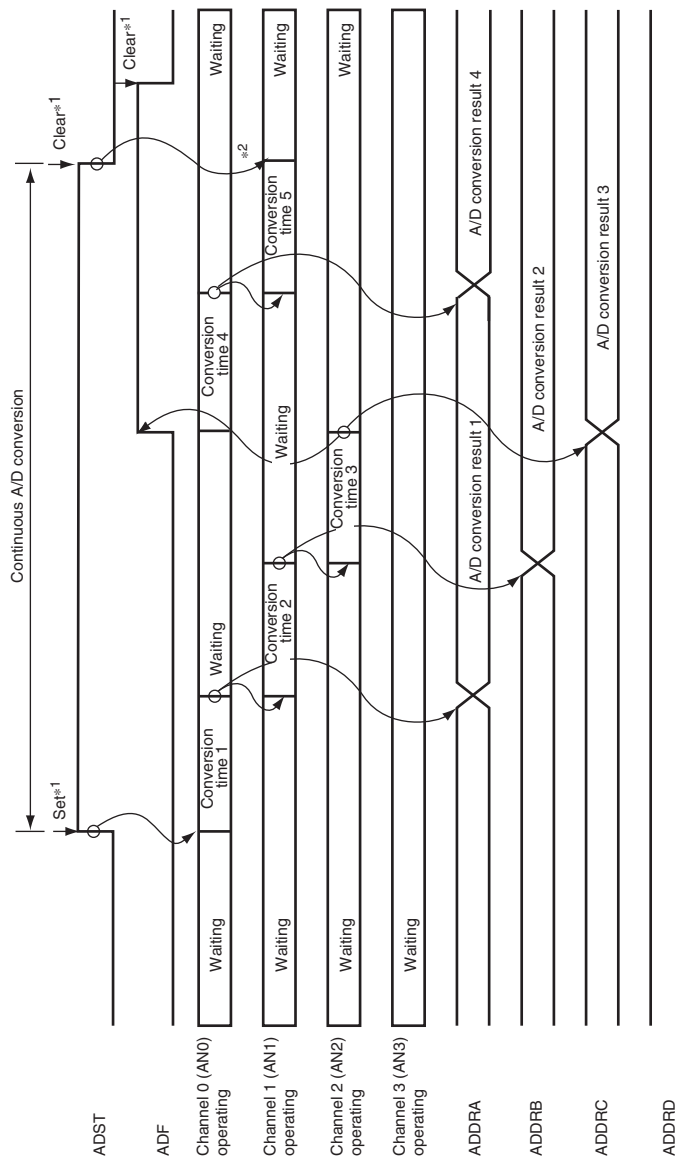 Continuous A/D conversion
Set*1
Clear*1
Clear*1
ADST
ADF
Channel 0 (AN0)
operating
Waiting
Conversion
time 1
Waiting
Conversion
time 4
Waiting
Channel 1 (AN1)
operating
Waiting
Conversion
time 2
Waiting
Conversion
time 5
*2
Waiting
Channel 2 (AN2)
operating
Waiting
Conversion
time 3
Waiting
Channel 3 (AN3)
operating
Waiting
ADDRA
A/D conversion result 1
A/D conversion result 4
ADDRB
A/D conversion result 2
ADDRC
A/D conversion result 3
ADDRD